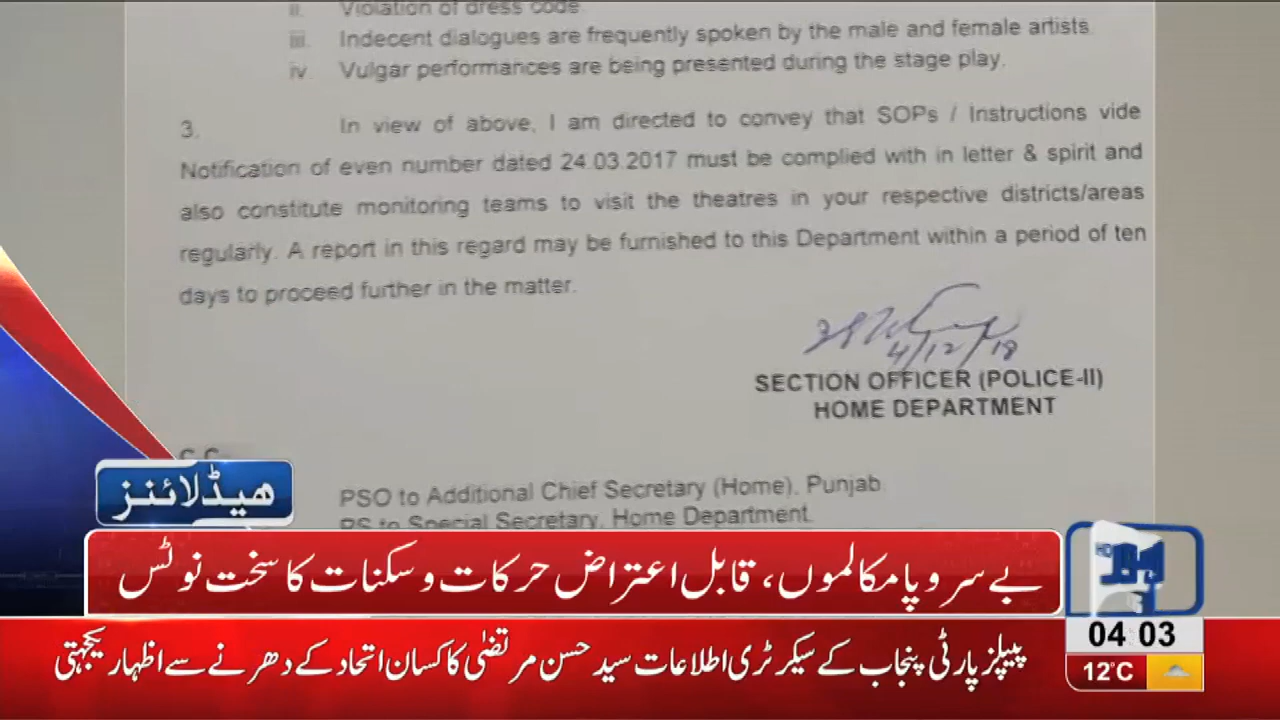 ii. Violation of dress code.
iii. Indecent dialogues are frequently spoken by the male and female artists.
iv Vulgar performances are being presented during the stage play.
3. In view of above, I am directed to convey that SOPs / Instructions vide
Notification of even number dated 24.03.2017 must be complied with in letter & spirit and
also constitute monitoring teams to visit the theatres in your respective districts/areas
regularly. A report in this regard may be furnished to this Department within a period of ten
days to proceed further in the matter.
4/12/18
SECTION OFFICER (POLICE-II)
HOME DEPARTMENT
C.C.
PSO to Additional Chief Secretary (Home), Punjab.
PS to Special Secretary, Home Department.
ہیڈلائنز
بے سروپا مکالموں، قابل اعتراض حرکات و سکنات کا سخت نوٹس
04 03
پیپلز پارٹی پنجاب کے سیکرٹری اطلاعات سید حسن مرتضیٰ کا کسان اتحاد کے دھرنے سے اظہار یکجہتی
12°C